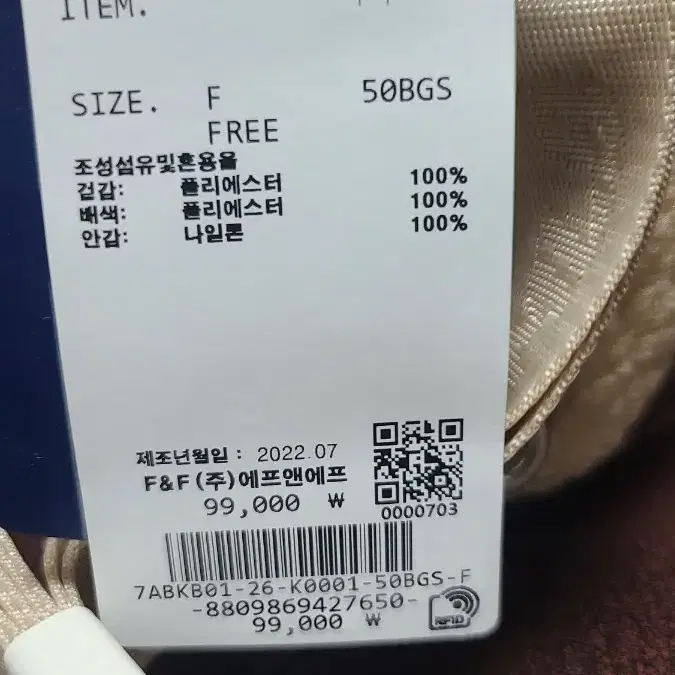 ITEM.
SIZE. F 50BGS
FREE
조성섬유및혼용율
겉감: 폴리에스터 100%
배색: 폴리에스터 100%
안감: 나일론 100%
제조년월일 : 2022.07
F&F (주)에프앤에프
99,000 ₩
0000703
7ABKB01-26-K0001-50BGS-F
-8809869427650-
99,000 ₩
RFID